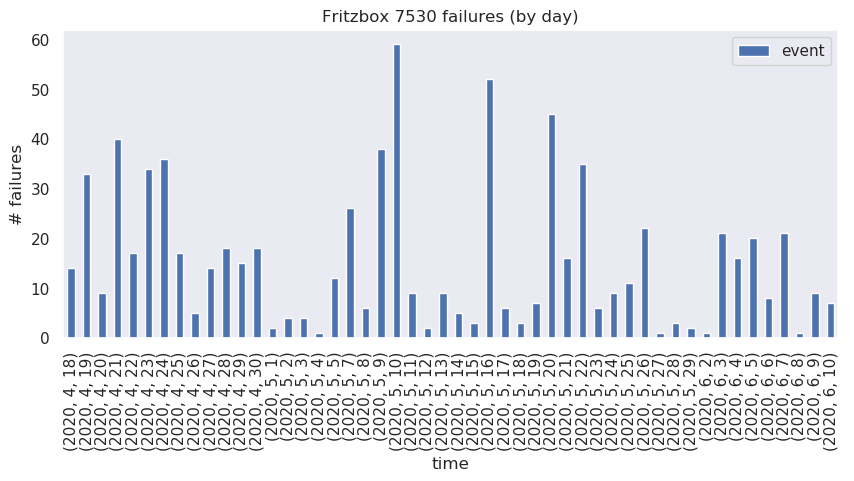 Fritzbox 7530 failures (by day)
event
# failures
60
50
40
30
20
10
0
(2020, 4, 18)
(2020, 4, 19)
(2020, 4, 20)
(2020, 4, 21)
(2020, 4, 22)
(2020, 4, 23)
(2020, 4, 24)
(2020, 4, 25)
(2020, 4, 26)
(2020, 4, 27)
(2020, 4, 28)
(2020, 4, 29)
(2020, 4, 30)
(2020, 5, 1)
(2020, 5, 2)
(2020, 5, 3)
(2020, 5, 4)
(2020, 5, 5)
(2020, 5, 7)
(2020, 5, 8)
(2020, 5, 9)
(2020, 5, 10)
(2020, 5, 11)
(2020, 5, 12)
(2020, 5, 13)
(2020, 5, 14)
(2020, 5, 15)
(2020, 5, 16)
(2020, 5, 17)
(2020, 5, 18)
(2020, 5, 19)
(2020, 5, 20)
(2020, 5, 21)
(2020, 5, 22)
(2020, 5, 23)
(2020, 5, 24)
(2020, 5, 25)
(2020, 5, 26)
(2020, 5, 27)
(2020, 5, 28)
(2020, 5, 29)
(2020, 6, 2)
(2020, 6, 3)
(2020, 6, 4)
(2020, 6, 5)
(2020, 6, 6)
(2020, 6, 7)
(2020, 6, 8)
(2020, 6, 9)
(2020, 6, 10)
time